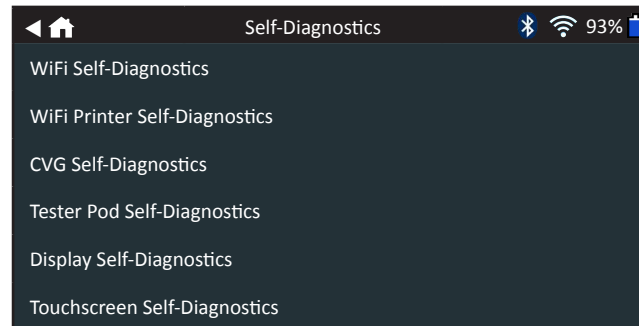 Self-Diagnostics 93%
WiFi Self-Diagnostics
WiFi Printer Self-Diagnostics
CVG Self-Diagnostics
Tester Pod Self-Diagnostics
Display Self-Diagnostics
Touchscreen Self-Diagnostics